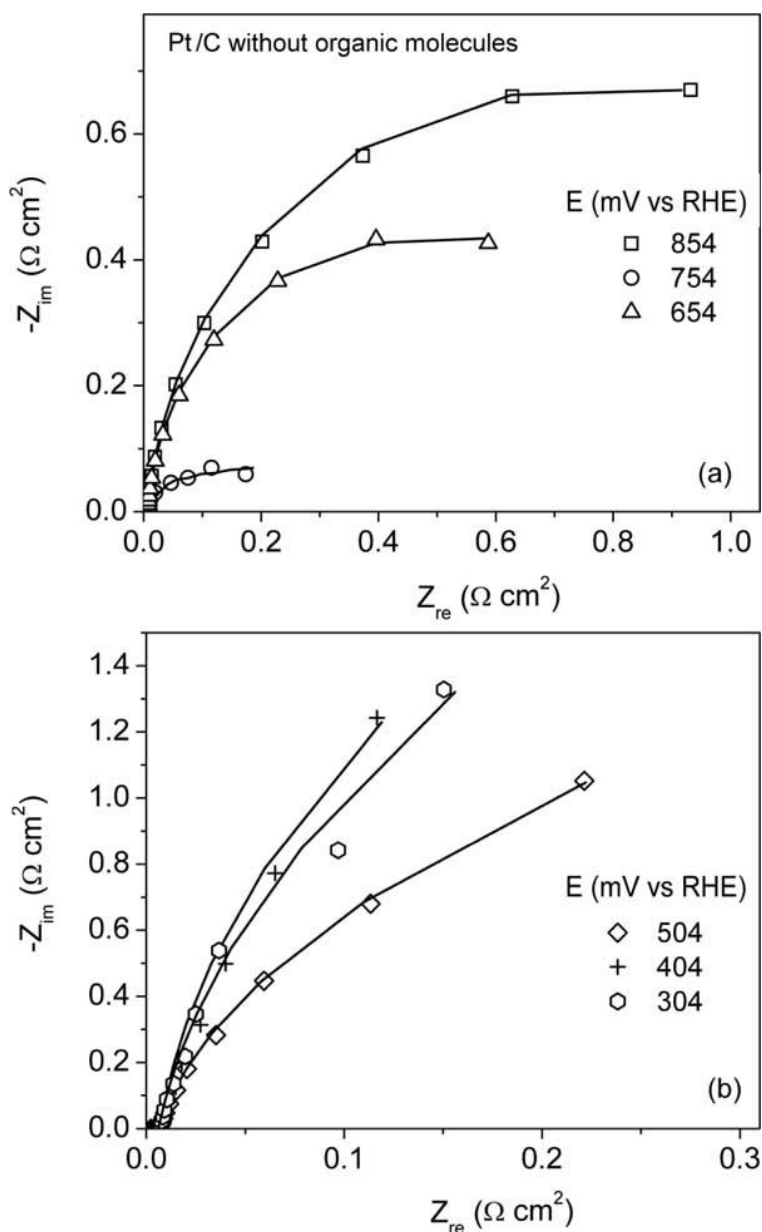 Pt/C without organic molecules
0.6
0.4
0.2
0.0
-Z_im (Ω cm²)
E (mV vs RHE)
854
754
654
(a)
0.0 0.2 0.4 0.6 0.8 1.0
Z_re (Ω cm²)
1.4
1.2
1.0
0.8
0.6
0.4
0.2
0.0
-Z_im (Ω cm²)
E (mV vs RHE)
504
404
304
(b)
0.0 0.1 0.2 0.3
Z_re (Ω cm²)